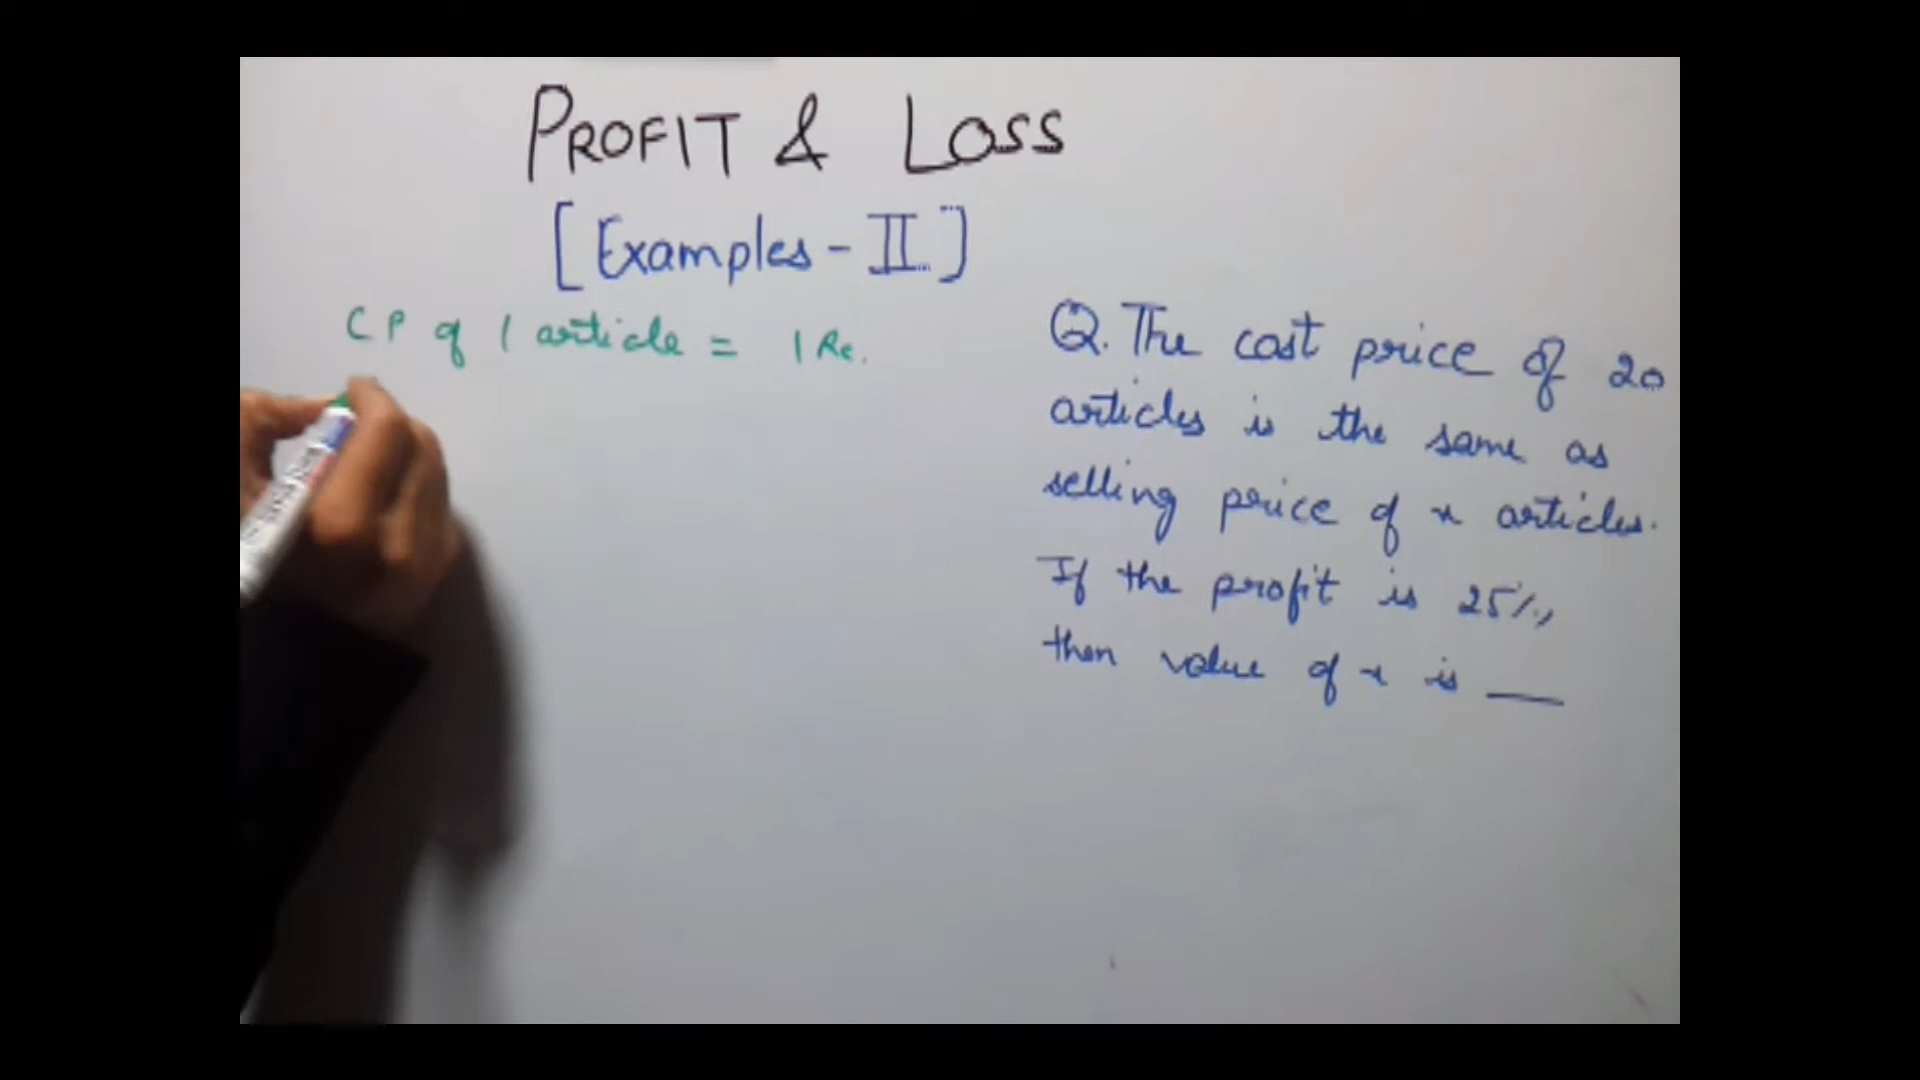 PROFIT & LOSS
[Examples - II]
CP of 1 article = 1 Re.
Q. The cost price of 20
articles is the same as
selling price of x articles.
If the profit is 25%,
then value of x is ___